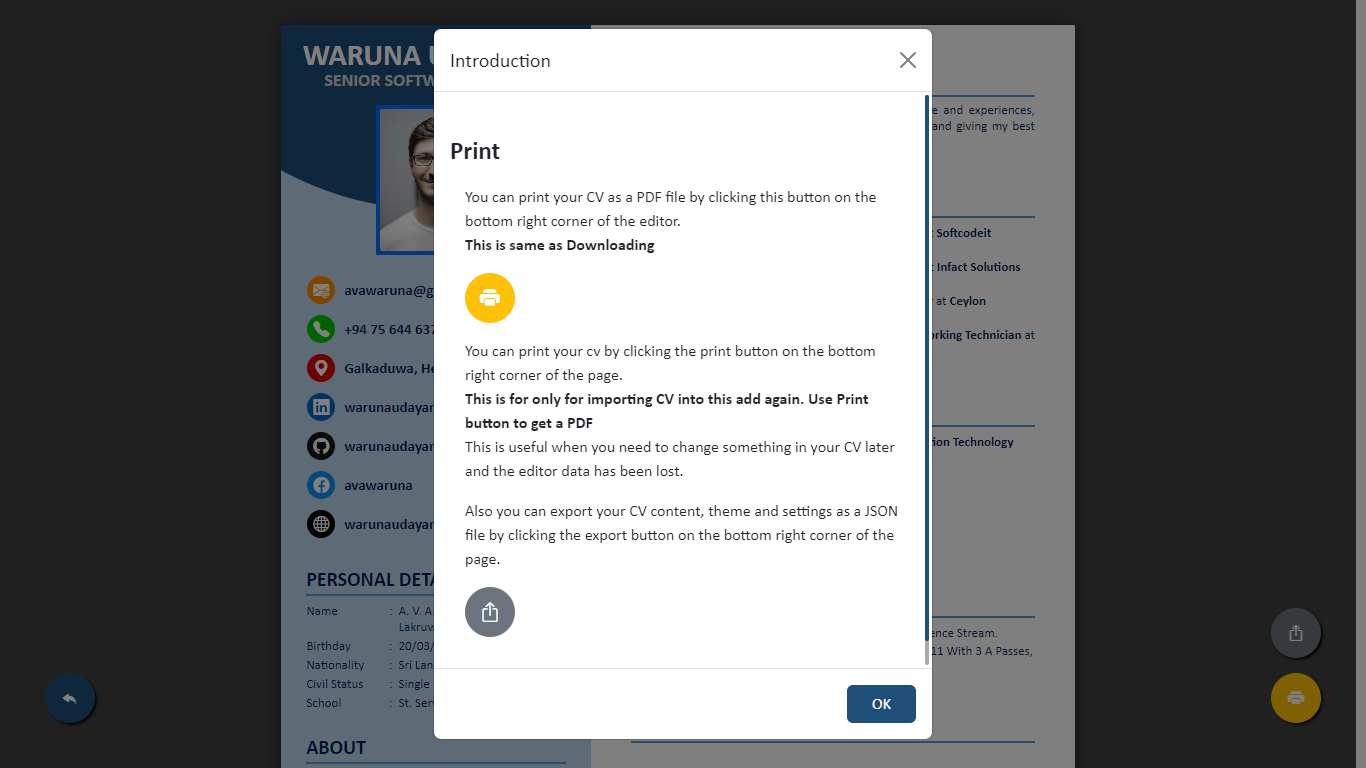 WARUNA
SENIOR SOFTW
Introduction
Print
You can print your CV as a PDF file by clicking this button on the
bottom right corner of the editor.
This is same as Downloading
You can print your cv by clicking the print button on the bottom
right corner of the page.
This is for only for importing CV into this add again. Use Print
button to get a PDF
This is useful when you need to change something in your CV later
and the editor data has been lost.
Also you can export your CV content, theme and settings as a JSON
file by clicking the export button on the bottom right corner of the
page.
OK
avawaruna@g
+94 75 644 637
Galkaduwa, He
warunaudayan
warunaudayan
avawaruna
warunaudayan
PERSONAL DETA
Name : A. V. A
Lakruw
Birthday : 20/03/
Nationality : Sri Lan
Civil Status : Single
School : St. Serv
ABOUT
e and experiences,
and giving my best
: Softcodeit
: Infact Solutions
at Ceylon
orking Technician at
tion Technology
ence Stream.
11 With 3 A Passes,